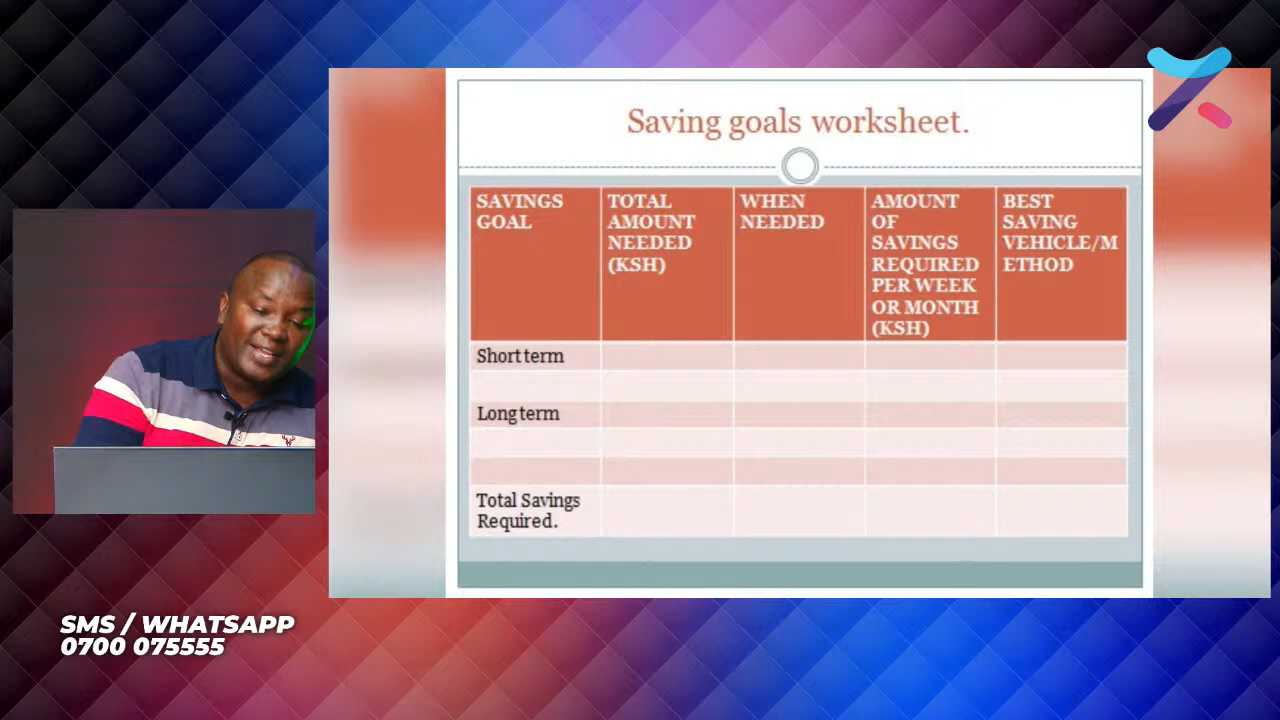 Saving goals worksheet.
SAVINGS
GOAL
TOTAL
AMOUNT
NEEDED
(KSH)
WHEN
NEEDED
AMOUNT
OF
SAVINGS
REQUIRED
PER WEEK
OR MONTH
(KSH)
BEST
SAVING
VEHICLE/M
ETHOD
Short term
Long term
Total Savings
Required.
SMS / WHATSAPP
0700 075555